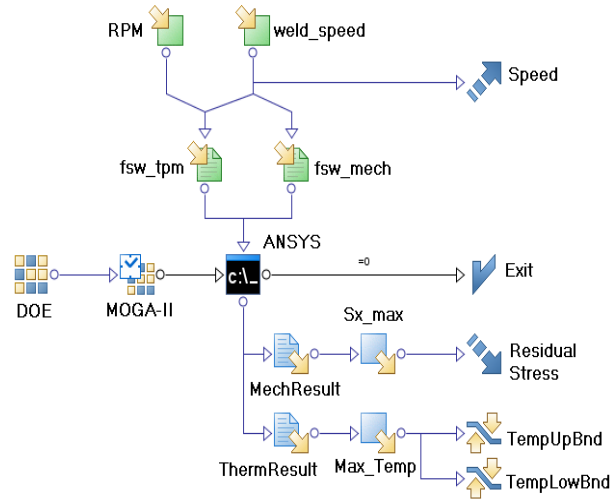 RPM
weld_speed
Speed
fsw_tpm
fsw_mech
ANSYS
c:\_
=0
Exit
DOE
MOGA-II
Sx_max
Residual
Stress
MechResult
TempUpBnd
ThermResult
Max_Temp
TempLowBnd